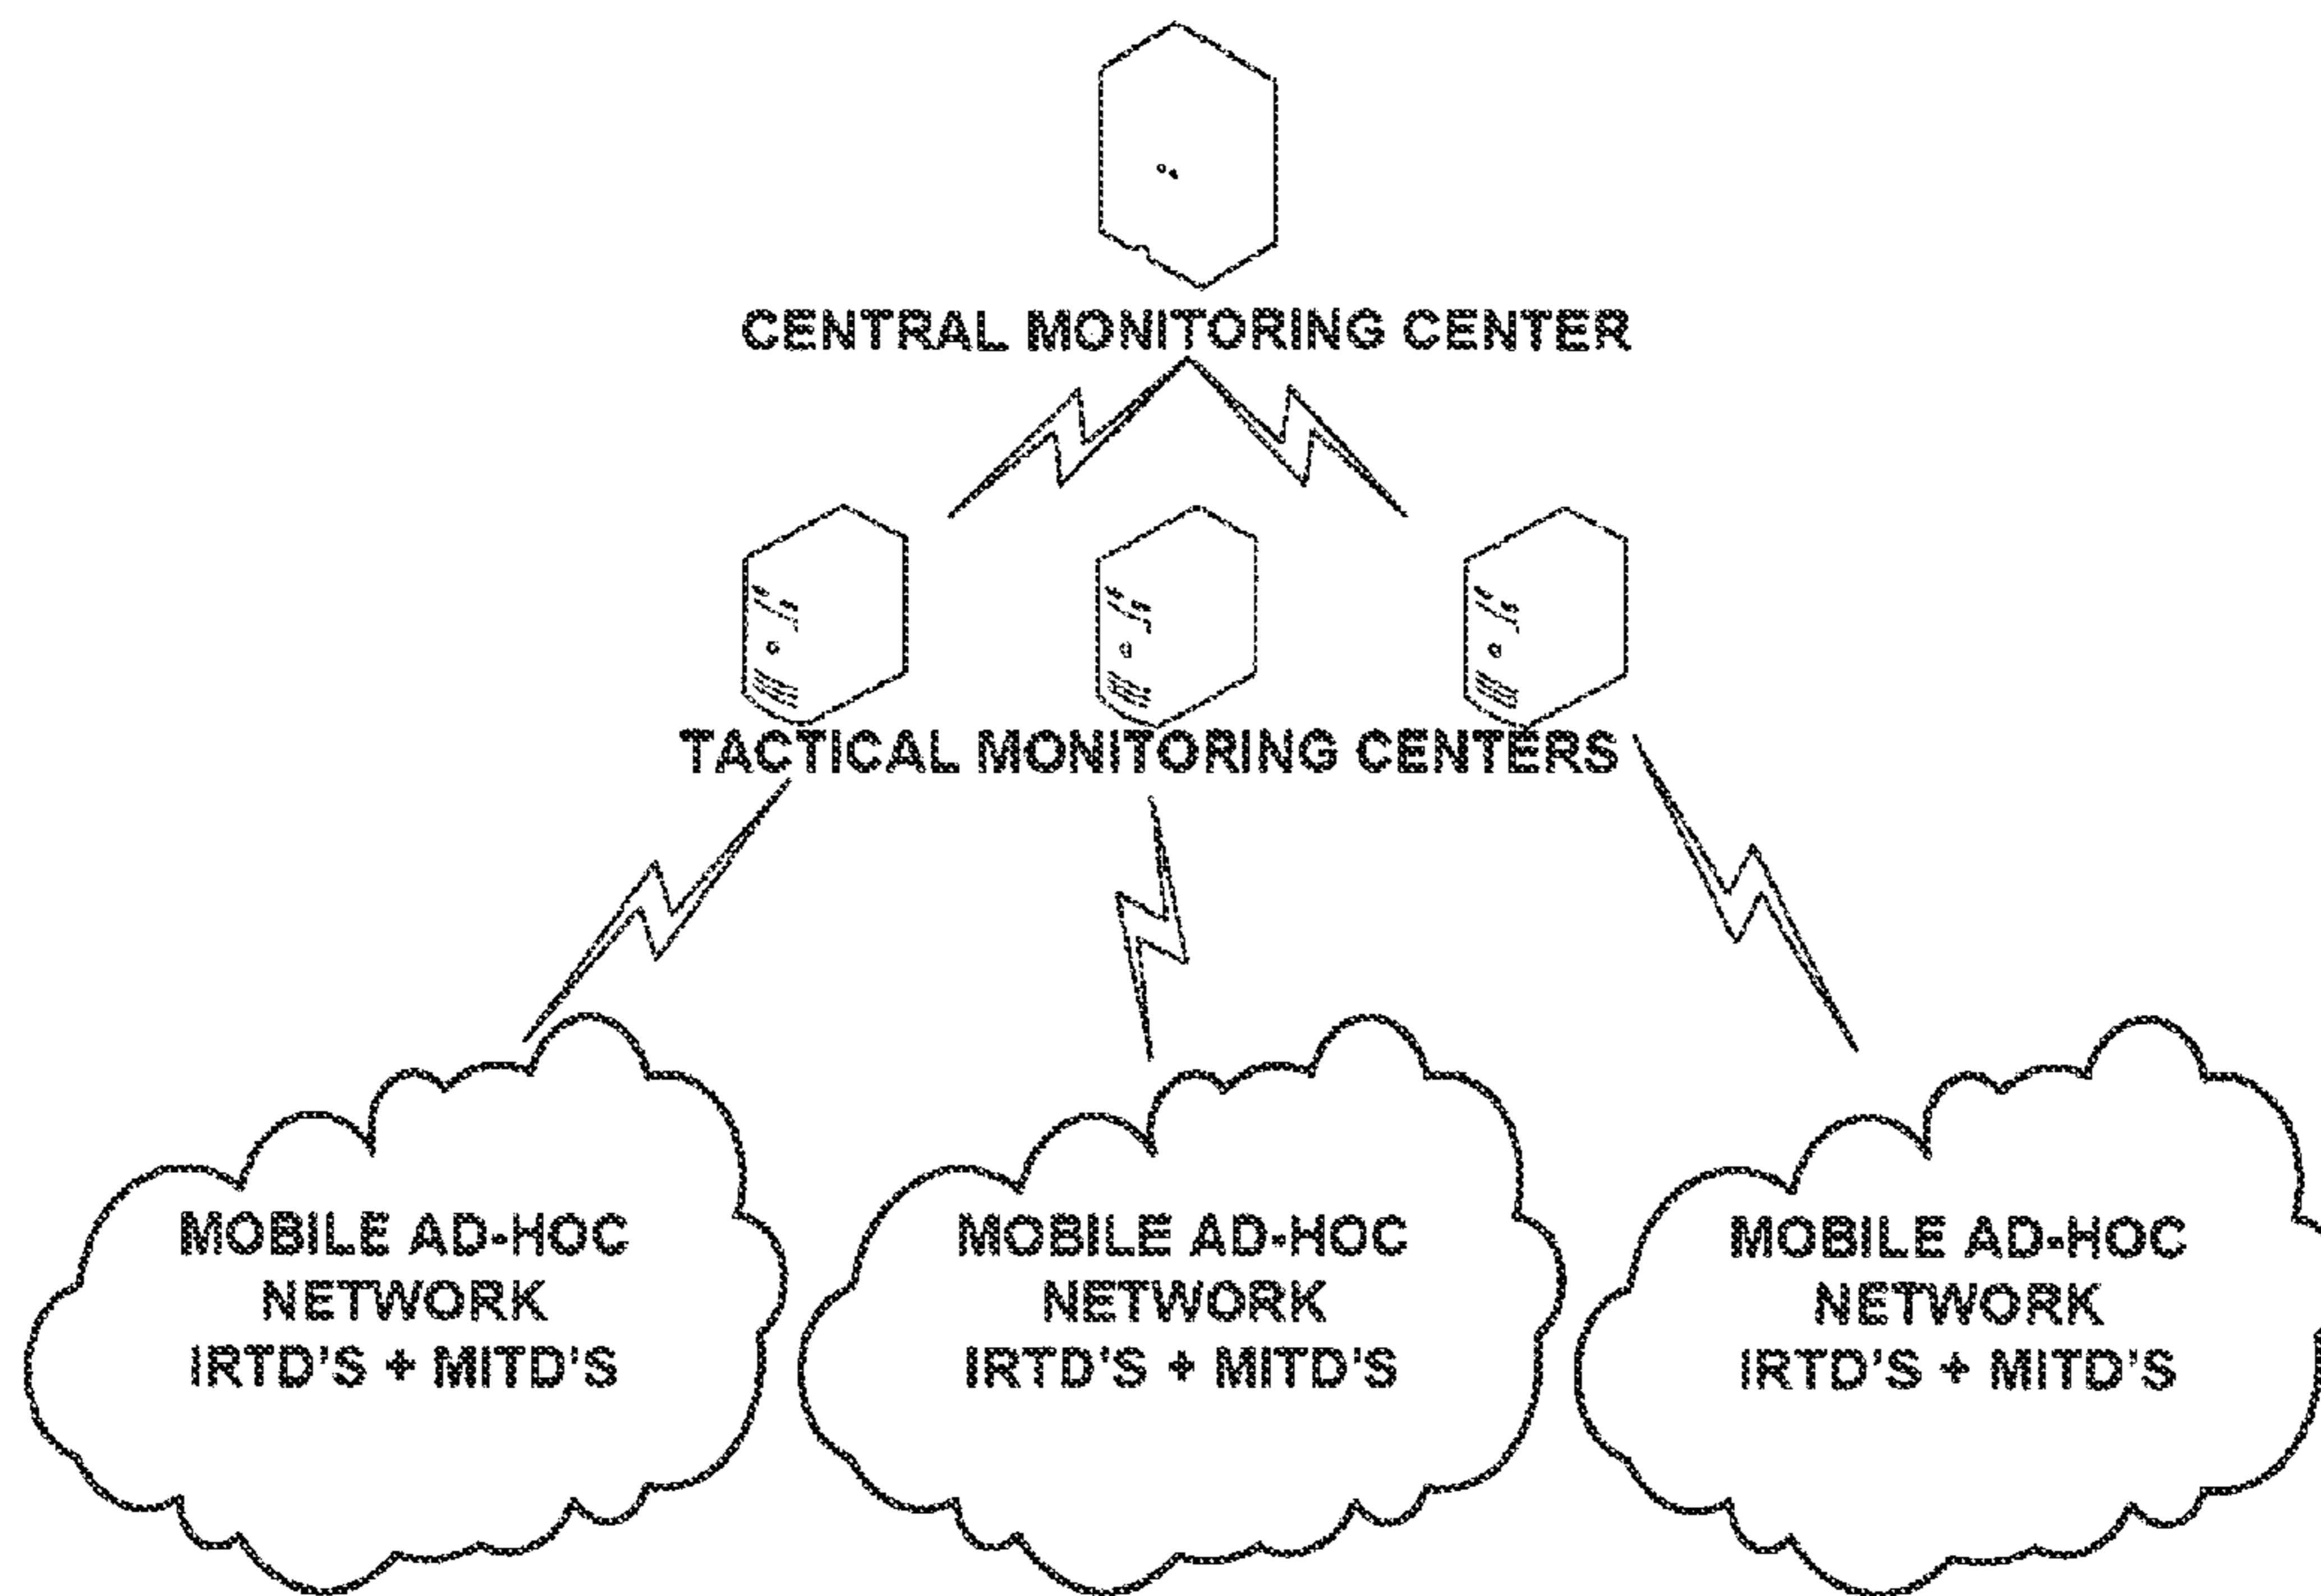 CENTRAL MONITORING CENTER
TACTICAL MONITORING CENTERS
MOBILE AD-HOC
NETWORK
IRTD'S + MITD'S
MOBILE AD-HOC
NETWORK
IRTD'S + MITD'S
MOBILE AD-HOC
NETWORK
IRTD'S + MITD'S